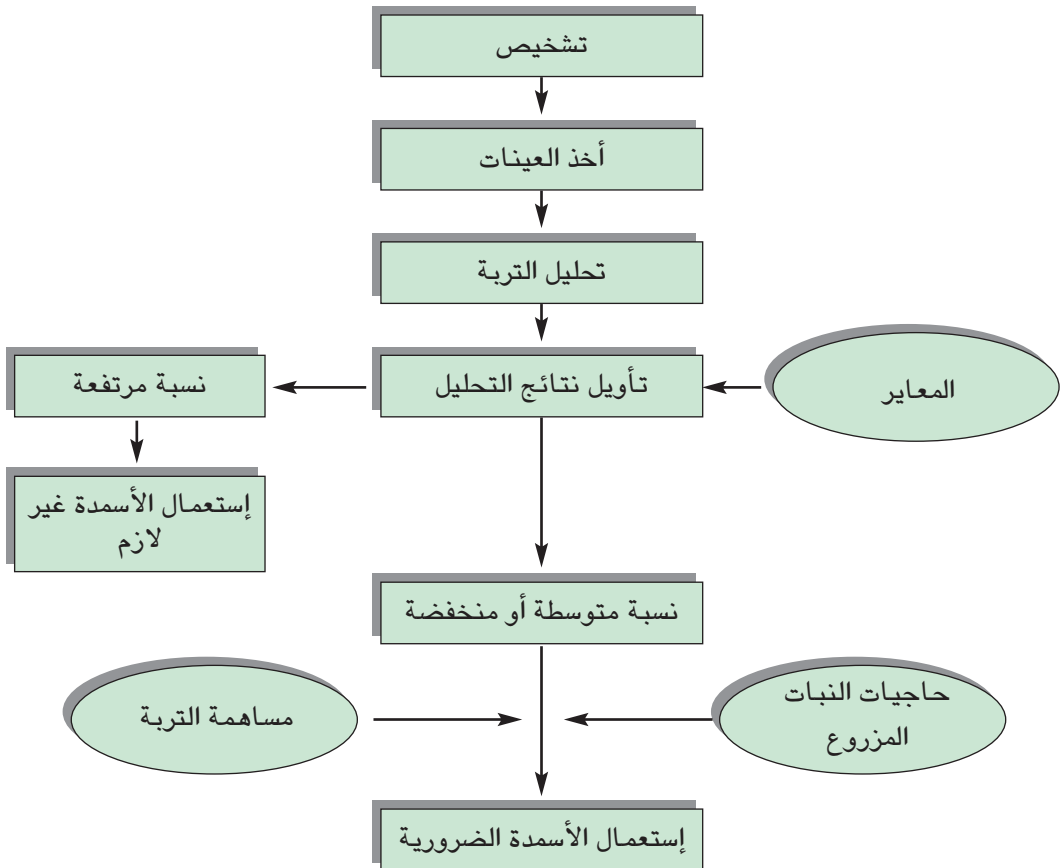 تشخيص
أخذ العينات
تحليل التربة
المعاير
تأويل نتائج التحليل
نسبة مرتفعة
إستعمال الأسمدة غير
لازم
نسبة متوسطة أو منخفضة
حاجيات النبات
المزروع
مساهمة التربة
إستعمال الأسمدة الضرورية